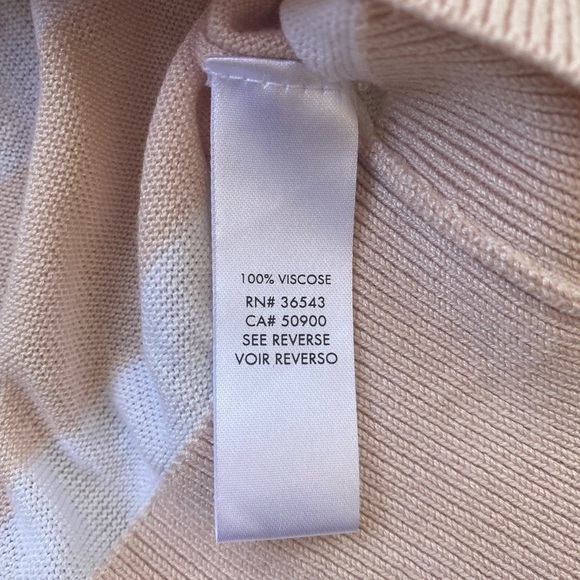 100% VISCOSE
RN# 36543
CA# 50900
SEE REVERSE
VOIR REVERSO